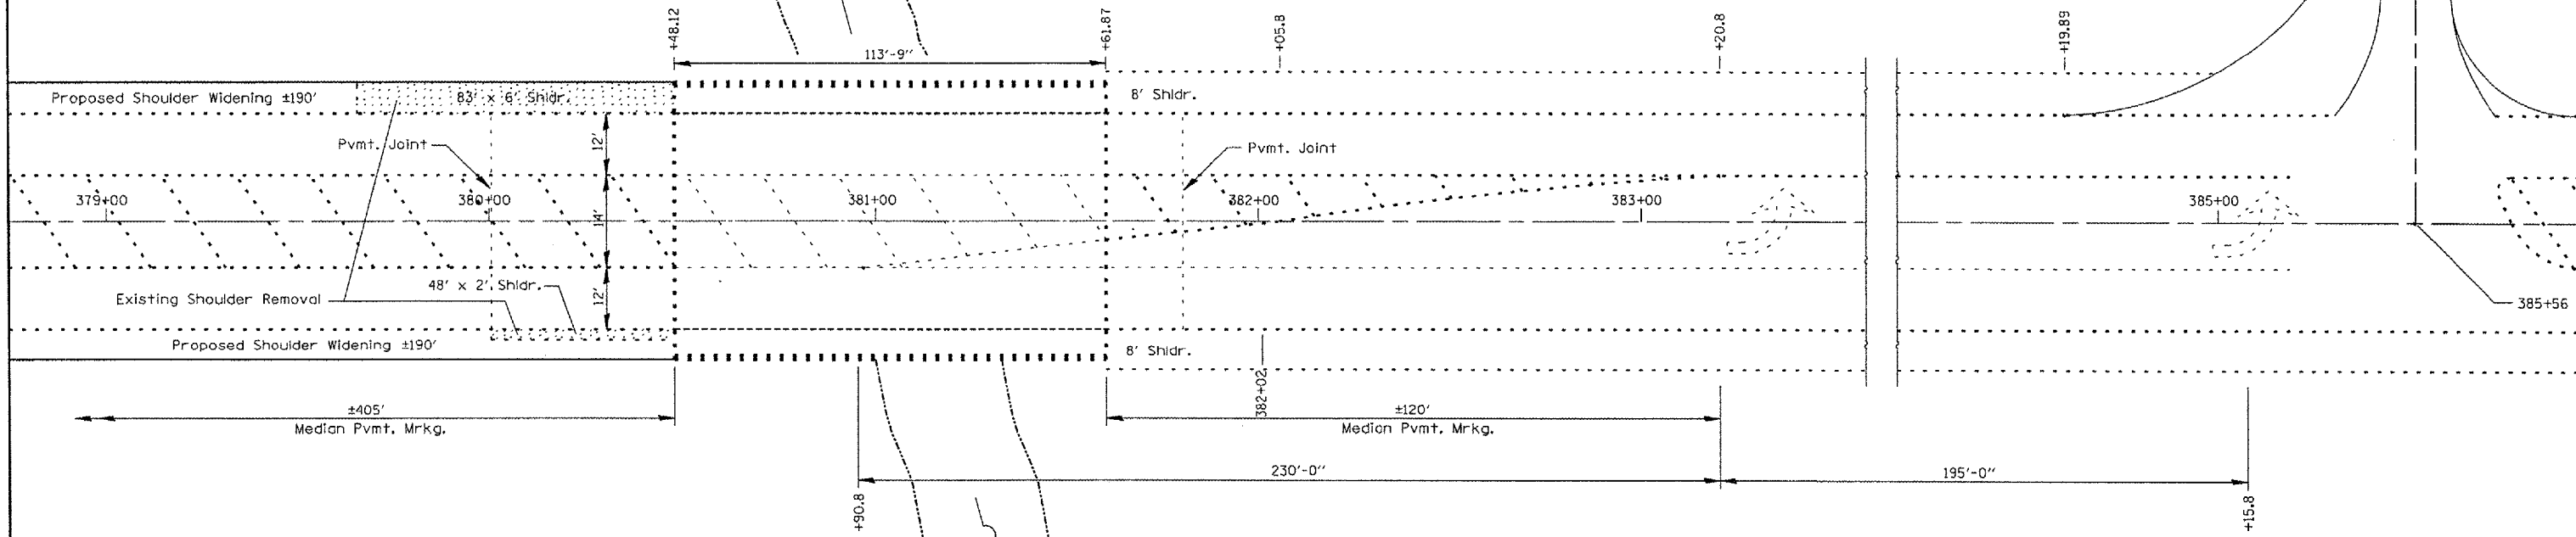 +48.12
+61.87
+05.8
+20.8
+19.89
113'-9''
Proposed Shoulder Widening ±190'
83' x 6' Shldr.
8' Shldr.
Pvmt. Joint
12'
Pvmt. Joint
379+00
380+00
14'
381+00
382+00
383+00
385+00
48' x 2' Shldr.
Existing Shoulder Removal
12'
385+56
Proposed Shoulder Widening ±190'
8' Shldr.
382+02
±405'
Median Pvmt. Mrkg.
±120'
Median Pvmt. Mrkg.
230'-0''
195'-0''
+90.8
+15.8